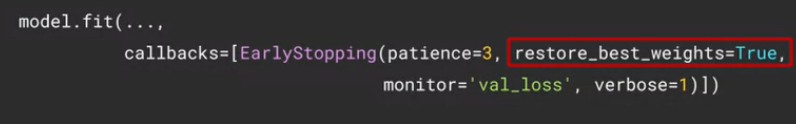 model.fit(...,
callbacks=[EarlyStopping(patience=3, restore_best_weights=True,
monitor='val_loss', verbose=1)])